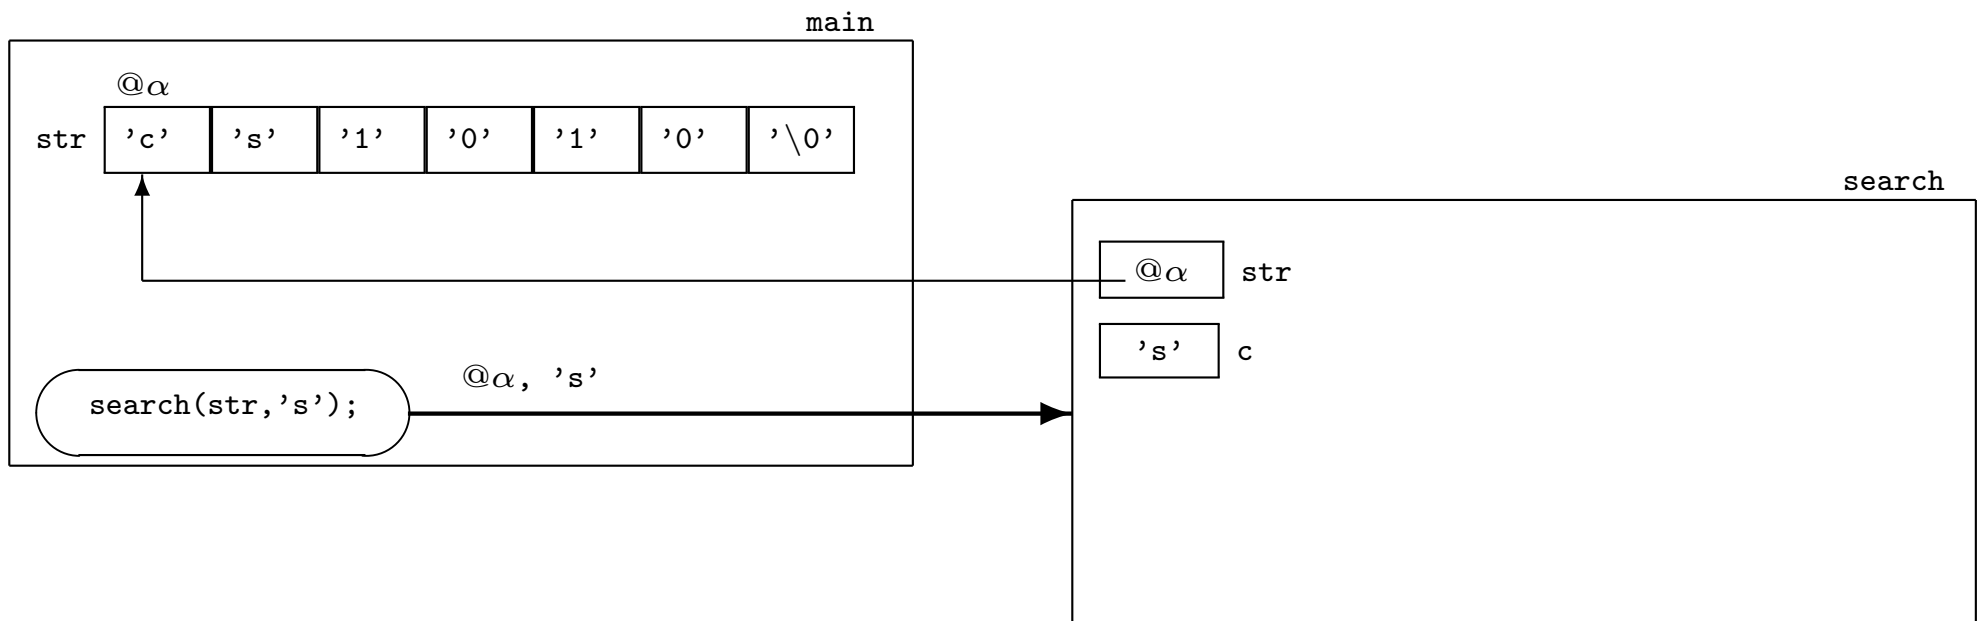 main
@α
str 'c' 's' '1' '0' '1' '0' '\0'
search
@α str
's' c
@α, 's'
search(str,'s');